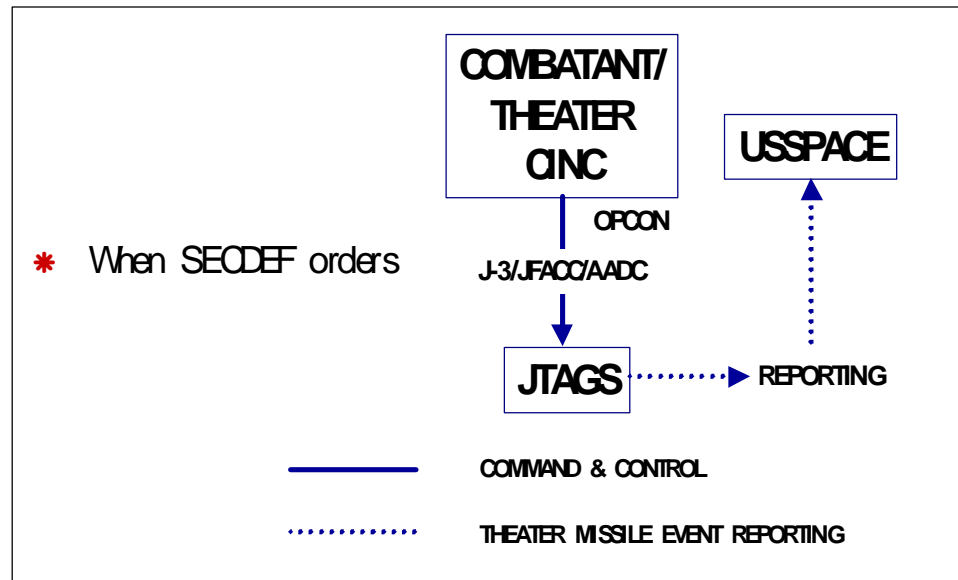 COMBATANT/
THEATER
CINC
USSPACE
OPCON
* When SECDEF orders
J-3/JFACC/AADC
JTAGS
REPORTING
COMMAND & CONTROL
THEATER MISSILE EVENT REPORTING